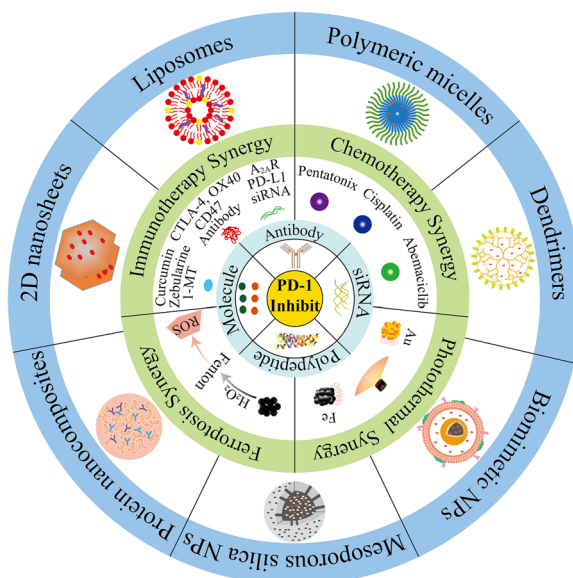 Liposomes
Polymeric micelles
Dendrimers
Biomimetic NPs
Mesoporous silica NPs
Protein nanocomposites
2D nanosheets
Immunotherapy Synergy
Chemotherapy Synergy
Photothermal Synergy
Ferroptosis Synergy
CTLA-4, OX40
CD47
Antibody
A2AR
PD-L1
siRNA
Curcumin
Zebularine
1-MT
Pentatonix
Cisplatin
Abemaciclib
Au
Fe
H2O2
Fenton
ROS
Antibody
siRNA
Polypeptide
Molecule
PD-1
Inhibit